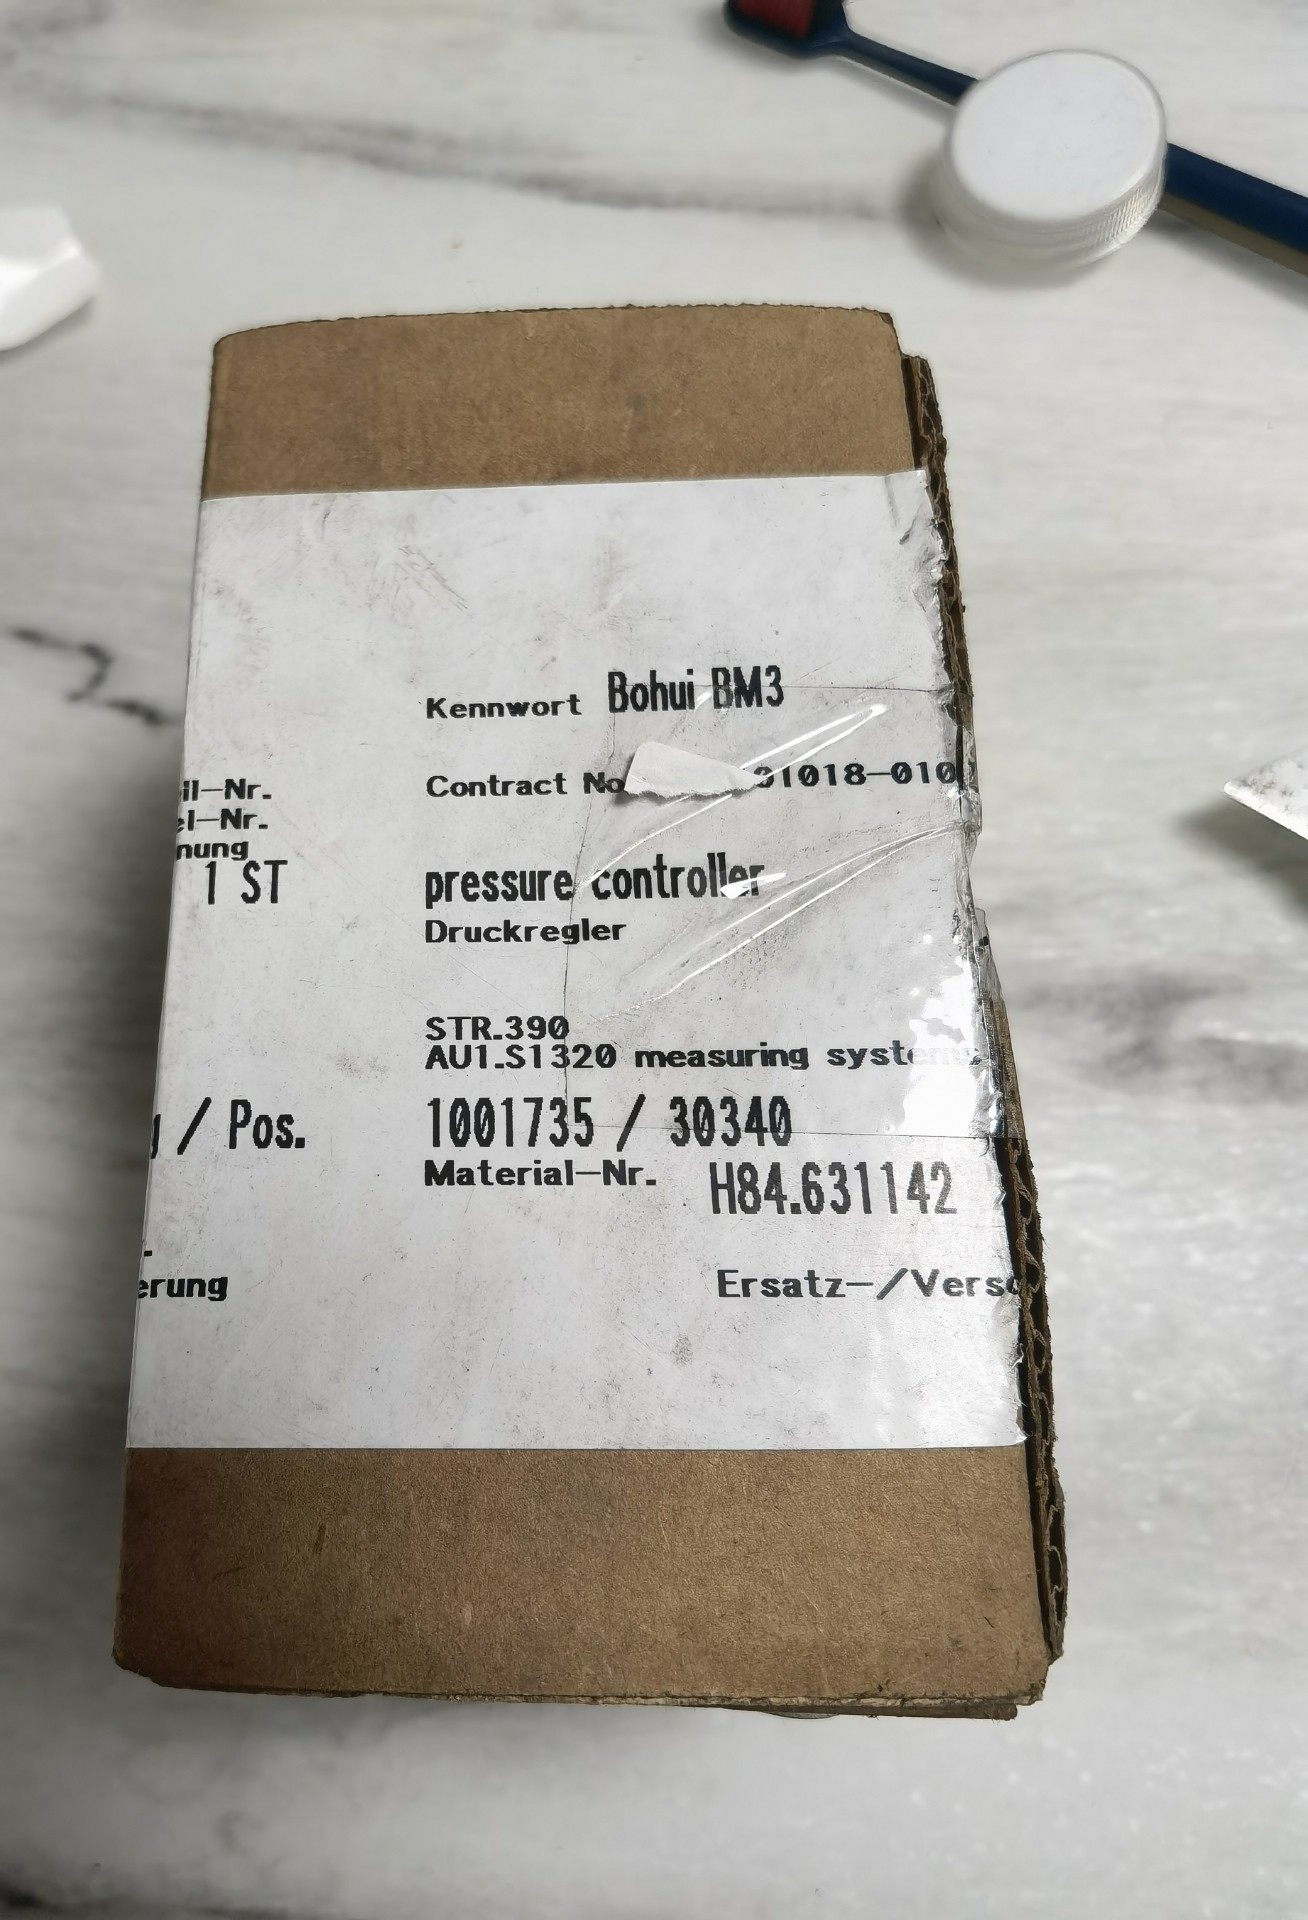 Kennwort Bohui BM3
il-Nr. Contract No 31018-010
el-Nr.
nung
1 ST pressure controller
Druckregler
STR.390
AU1.S1320 measuring systems
/ Pos. 1001735 / 30340
Material-Nr. H84.631142
erung Ersatz-/Vers